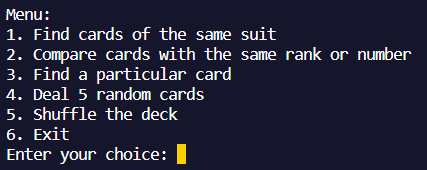 Menu:
1. Find cards of the same suit
2. Compare cards with the same rank or number
3. Find a particular card
4. Deal 5 random cards
5. Shuffle the deck
6. Exit
Enter your choice: